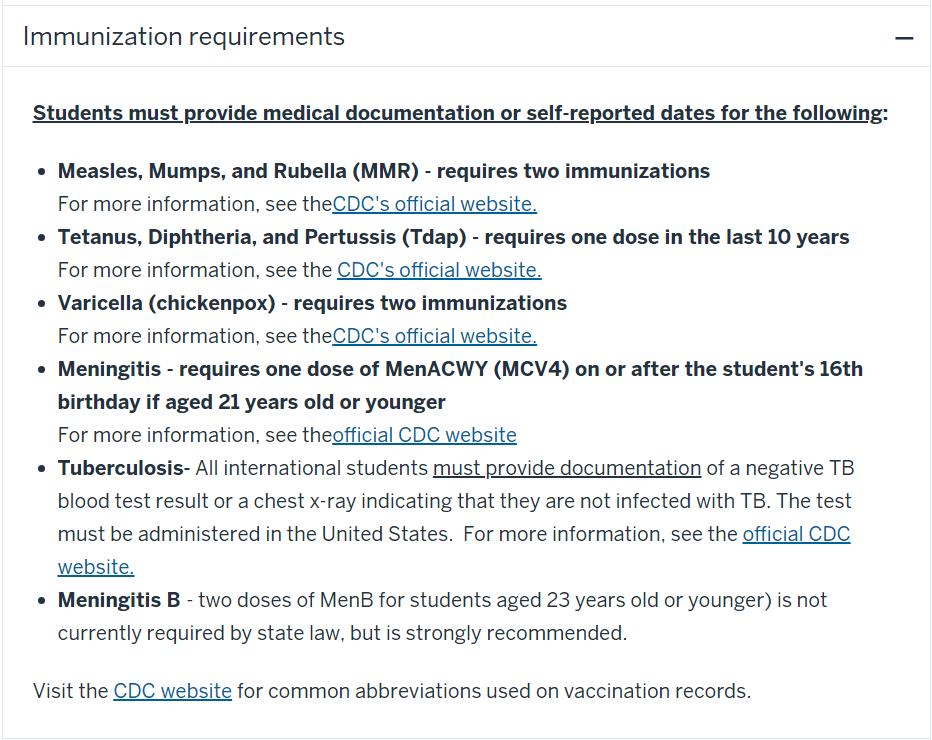 Immunization requirements
Students must provide medical documentation or self-reported dates for the following:
• Measles, Mumps, and Rubella (MMR) - requires two immunizations
For more information, see theCDC's official website.
• Tetanus, Diphtheria, and Pertussis (Tdap) - requires one dose in the last 10 years
For more information, see the CDC's official website.
• Varicella (chickenpox) - requires two immunizations
For more information, see theCDC's official website.
• Meningitis - requires one dose of MenACWY (MCV4) on or after the student's 16th
birthday if aged 21 years old or younger
For more information, see theofficial CDC website
• Tuberculosis- All international students must provide documentation of a negative TB
blood test result or a chest x-ray indicating that they are not infected with TB. The test
must be administered in the United States.  For more information, see the official CDC
website.
• Meningitis B - two doses of MenB for students aged 23 years old or younger) is not
currently required by state law, but is strongly recommended.
Visit the CDC website for common abbreviations used on vaccination records.